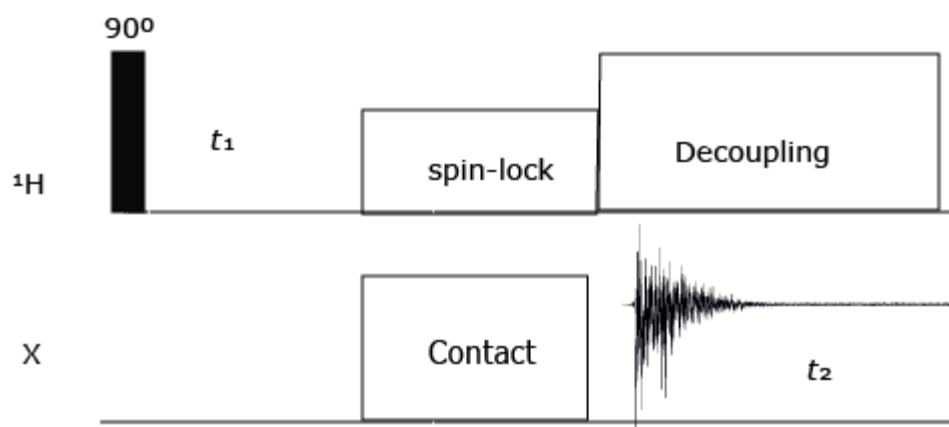 90º
t₁
spin-lock
Decoupling
¹H
Contact
X
t₂